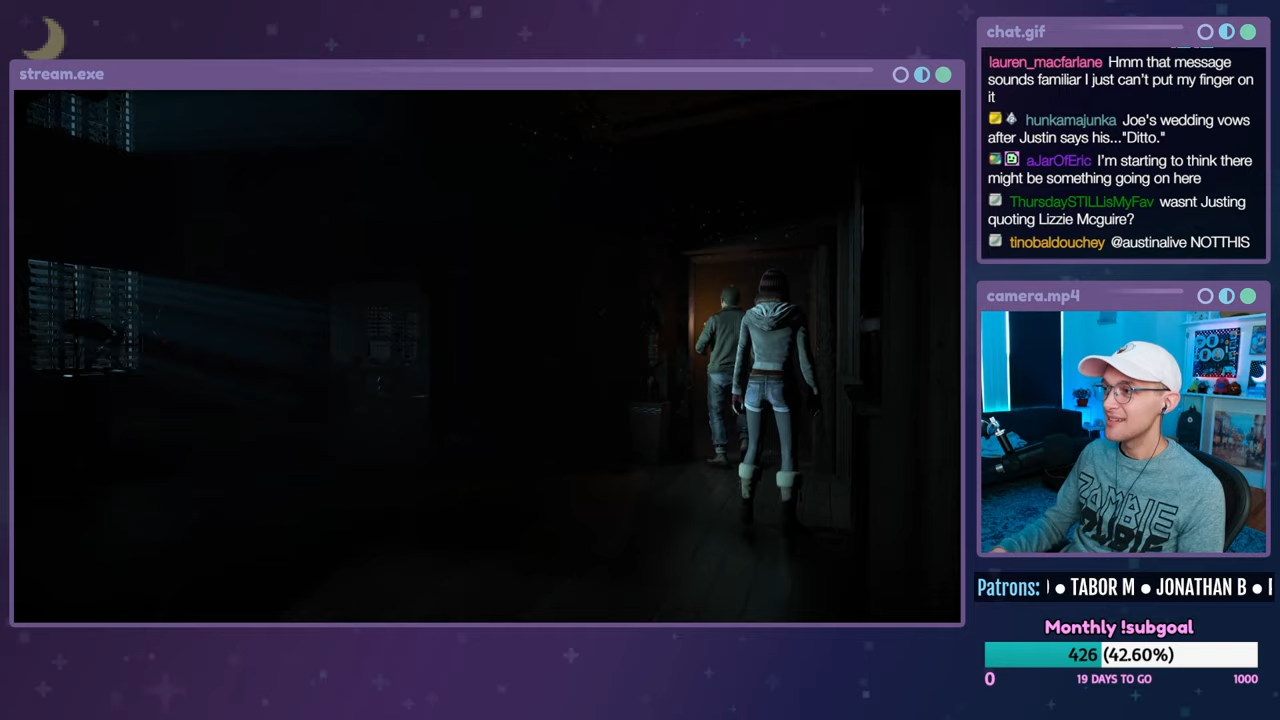 stream.exe
chat.gif
lauren_macfarlane Hmm that message
sounds familiar I just can't put my finger on
it
hunkamajunka Joe's wedding vows
after Justin says his..."Ditto."
aJarOfEric I'm starting to think there
might be something going on here
ThursdaySTILLisMyFav wasnt Justing
quoting Lizzie Mcguire?
tinobaldouchey @austinalive NOTTHIS
camera.mp4
ZOMBIE
Patrons: ● TABOR M ● JONATHAN B ●
Monthly !subgoal
426 (42.60%)
0 19 DAYS TO GO 1000